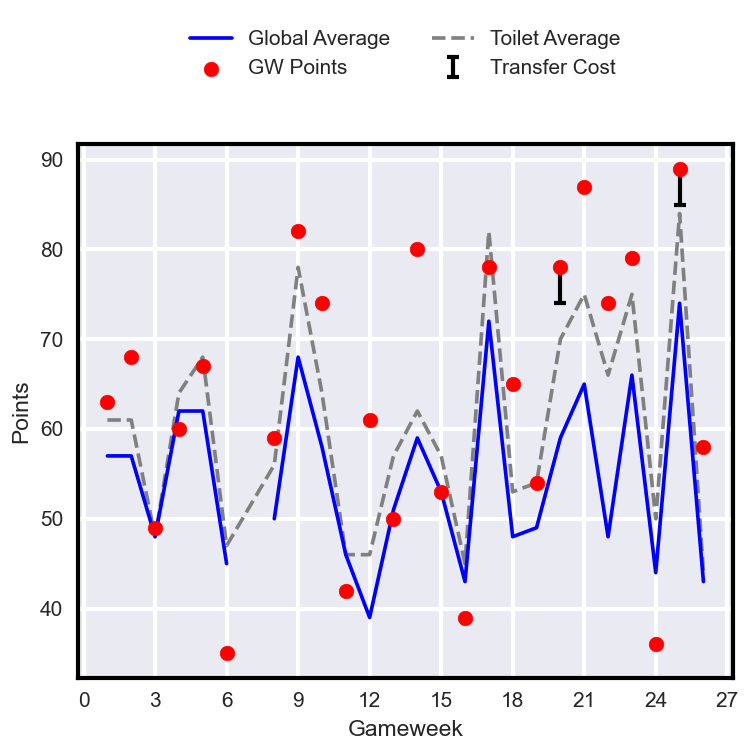 Global Average
Toilet Average
GW Points
Transfer Cost
90
80
70
60
50
40
Points
0 3 6 9 12 15 18 21 24 27
Gameweek